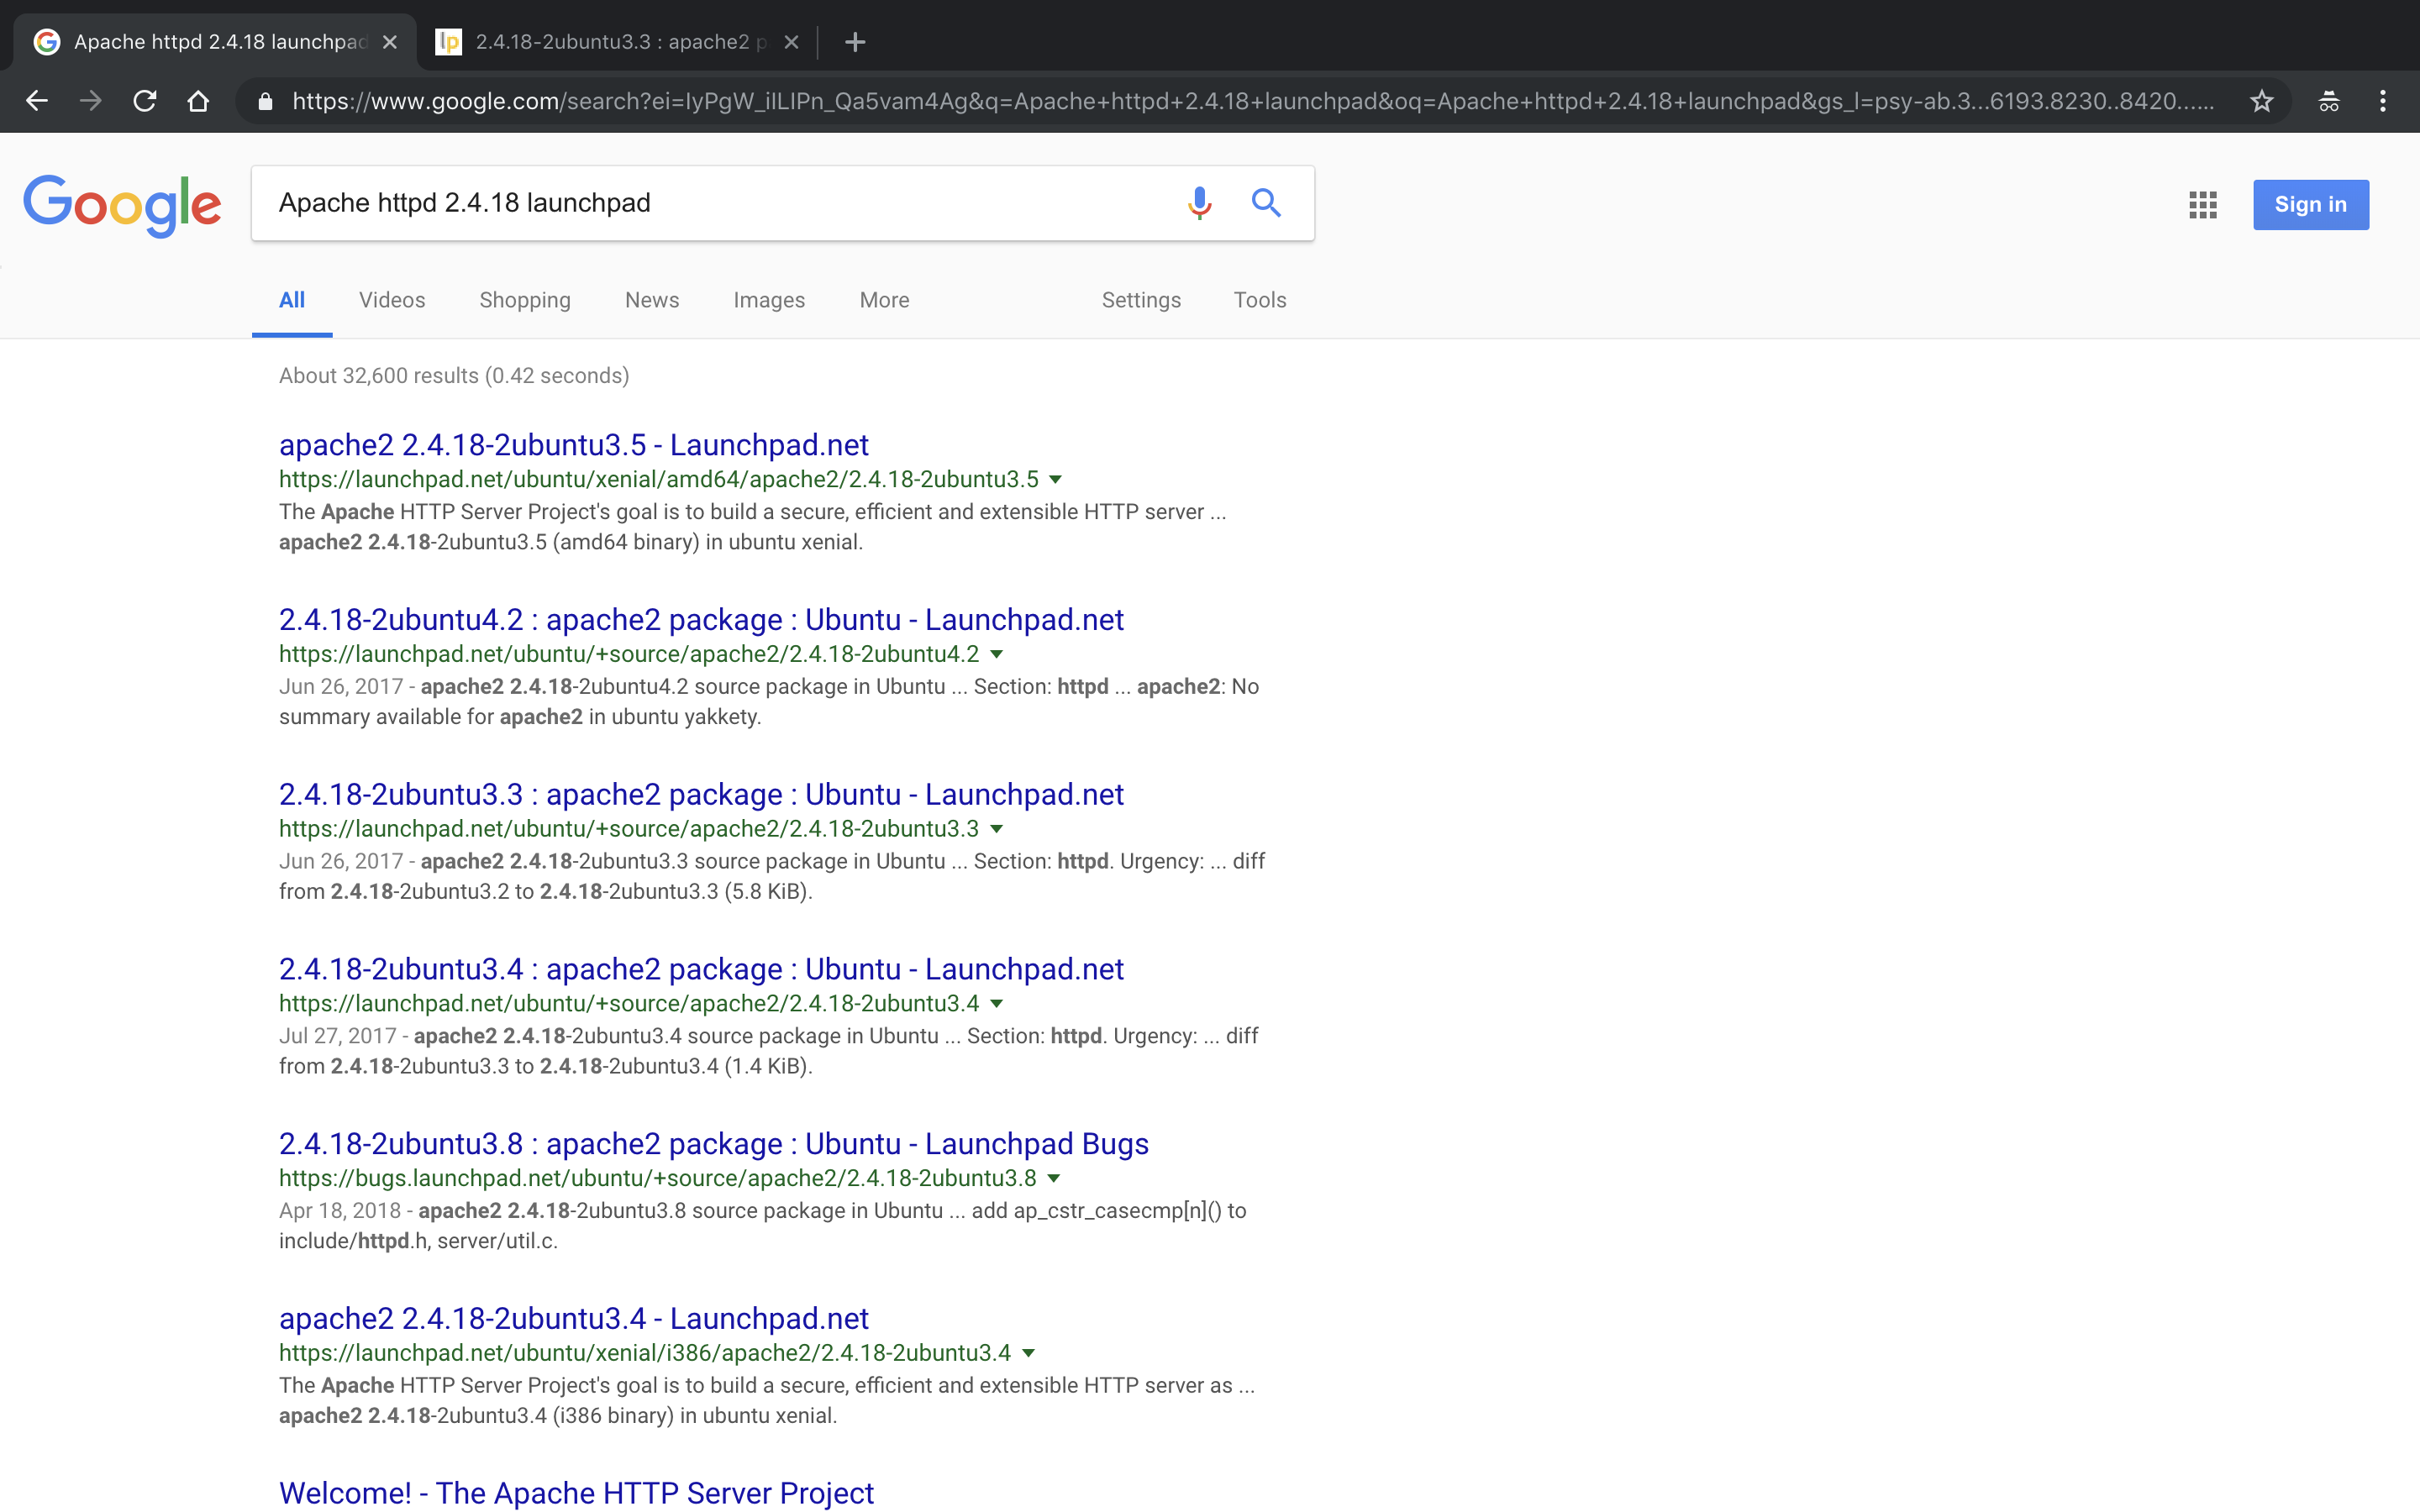 Apache httpd 2.4.18 launchpad
2.4.18-2ubuntu3.3 : apache2 p
https://www.google.com/search?ei=IyPgW_iILIPn_Qa5vam4Ag&q=Apache+httpd+2.4.18+launchpad&oq=Apache+httpd+2.4.18+launchpad&gs_l=psy-ab.3...6193.8230..8420......
Google
Apache httpd 2.4.18 launchpad
Sign in
All Videos Shopping News Images More Settings Tools
About 32,600 results (0.42 seconds)
apache2 2.4.18-2ubuntu3.5 - Launchpad.net
https://launchpad.net/ubuntu/xenial/amd64/apache2/2.4.18-2ubuntu3.5
The Apache HTTP Server Project's goal is to build a secure, efficient and extensible HTTP server ...
apache2 2.4.18-2ubuntu3.5 (amd64 binary) in ubuntu xenial.
2.4.18-2ubuntu4.2 : apache2 package : Ubuntu - Launchpad.net
https://launchpad.net/ubuntu/+source/apache2/2.4.18-2ubuntu4.2
Jun 26, 2017 - apache2 2.4.18-2ubuntu4.2 source package in Ubuntu ... Section: httpd ... apache2: No
summary available for apache2 in ubuntu yakkety.
2.4.18-2ubuntu3.3 : apache2 package : Ubuntu - Launchpad.net
https://launchpad.net/ubuntu/+source/apache2/2.4.18-2ubuntu3.3
Jun 26, 2017 - apache2 2.4.18-2ubuntu3.3 source package in Ubuntu ... Section: httpd. Urgency: ... diff
from 2.4.18-2ubuntu3.2 to 2.4.18-2ubuntu3.3 (5.8 KiB).
2.4.18-2ubuntu3.4 : apache2 package : Ubuntu - Launchpad.net
https://launchpad.net/ubuntu/+source/apache2/2.4.18-2ubuntu3.4
Jul 27, 2017 - apache2 2.4.18-2ubuntu3.4 source package in Ubuntu ... Section: httpd. Urgency: ... diff
from 2.4.18-2ubuntu3.3 to 2.4.18-2ubuntu3.4 (1.4 KiB).
2.4.18-2ubuntu3.8 : apache2 package : Ubuntu - Launchpad Bugs
https://bugs.launchpad.net/ubuntu/+source/apache2/2.4.18-2ubuntu3.8
Apr 18, 2018 - apache2 2.4.18-2ubuntu3.8 source package in Ubuntu ... add ap_cstr_casecmp[n]() to
include/httpd.h, server/util.c.
apache2 2.4.18-2ubuntu3.4 - Launchpad.net
https://launchpad.net/ubuntu/xenial/i386/apache2/2.4.18-2ubuntu3.4
The Apache HTTP Server Project's goal is to build a secure, efficient and extensible HTTP server as ...
apache2 2.4.18-2ubuntu3.4 (i386 binary) in ubuntu xenial.
Welcome! - The Apache HTTP Server Project